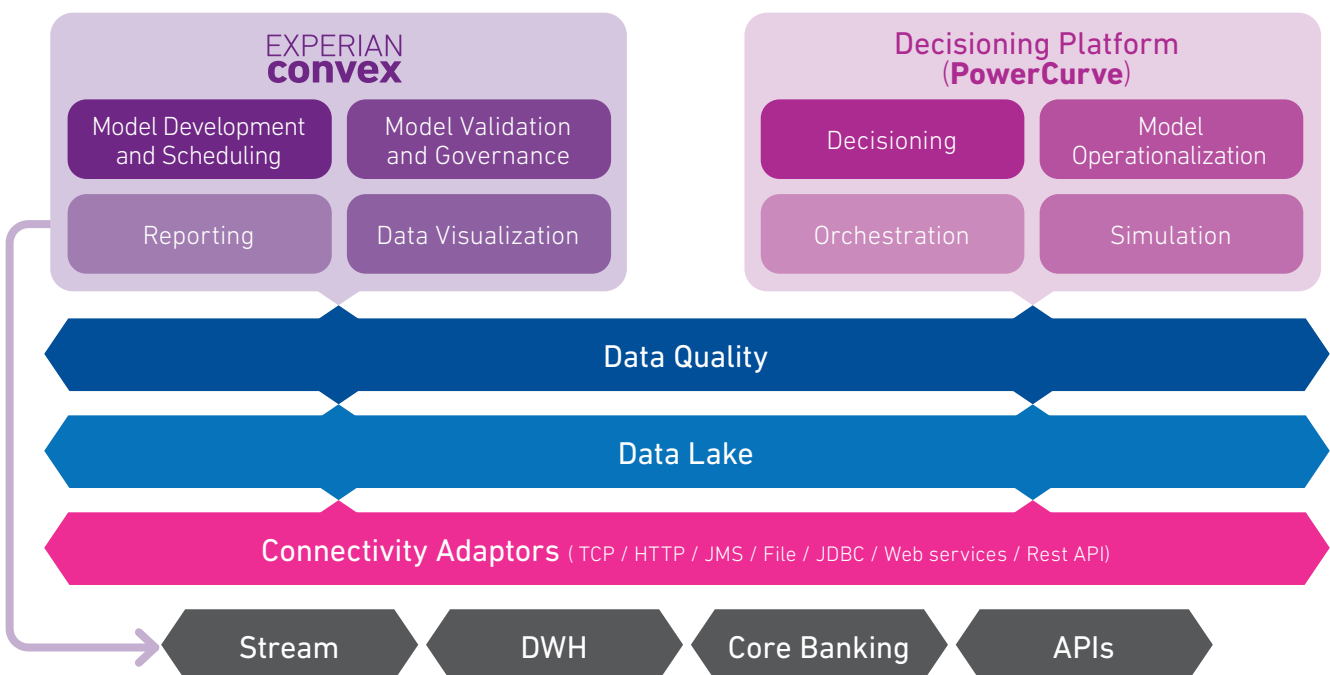 EXPERIAN
convex
Model Development
and Scheduling
Model Validation
and Governance
Reporting
Data Visualization
Decisioning Platform
(PowerCurve)
Decisioning
Model
Operationalization
Orchestration
Simulation
Data Quality
Data Lake
Connectivity Adaptors ( TCP / HTTP / JMS / File / JDBC / Web services / Rest API)
Stream
DWH
Core Banking
APIs